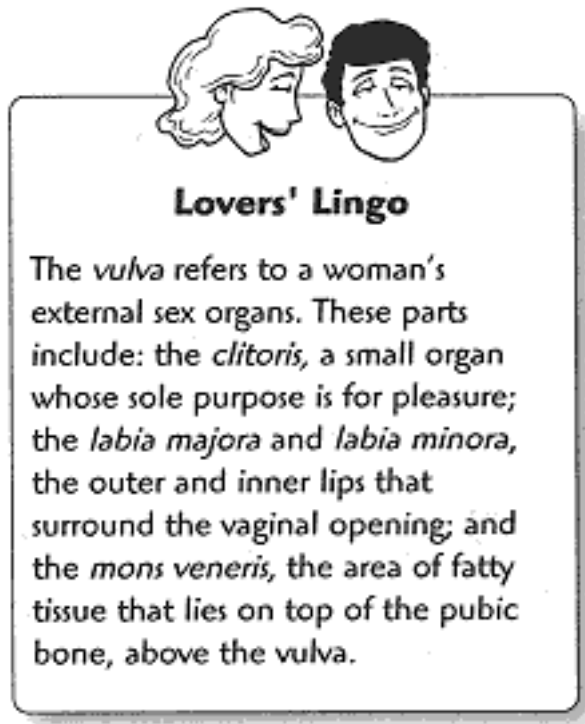 Lovers' Lingo
The vulva refers to a woman's
external sex organs. These parts
include: the clitoris, a small organ
whose sole purpose is for pleasure;
the labia majora and labia minora,
the outer and inner lips that
surround the vaginal opening; and
the mons veneris, the area of fatty
tissue that lies on top of the pubic
bone, above the vulva.